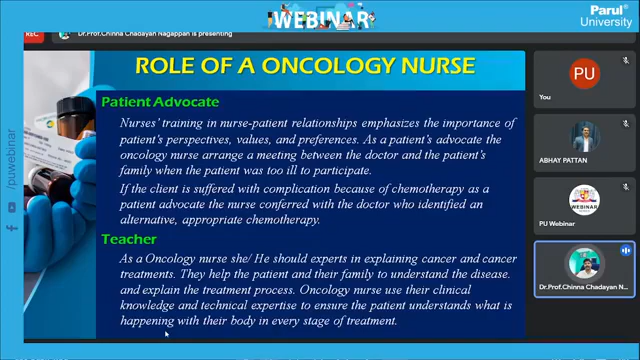 WEBINAR
Parul®
University
REC
Dr.Prof.Chinna Chadayan Nagappan is presenting
ROLE OF A ONCOLOGY NURSE
Patient Advocate
Nurses' training in nurse-patient relationships emphasizes the importance of
patient's perspectives, values, and preferences. As a patient's advocate the
oncology nurse arrange a meeting between the doctor and the patient's
family when the patient was too ill to participate.
If the client is suffered with complication because of chemotherapy as a
patient advocate the nurse conferred with the doctor who identified an
alternative, appropriate chemotherapy.
Teacher
As a Oncology nurse she/ He should experts in explaining cancer and cancer
treatments. They help the patient and their family to understand the disease.
and explain the treatment process. Oncology nurse use their clinical
knowledge and technical expertise to ensure the patient understands what is
happening with their body in every stage of treatment.
/puwebinar
PU
You
ABHAY PATTAN
WEBINAR
PU Webinar
Dr.Prof.Chinna Chadayan N...